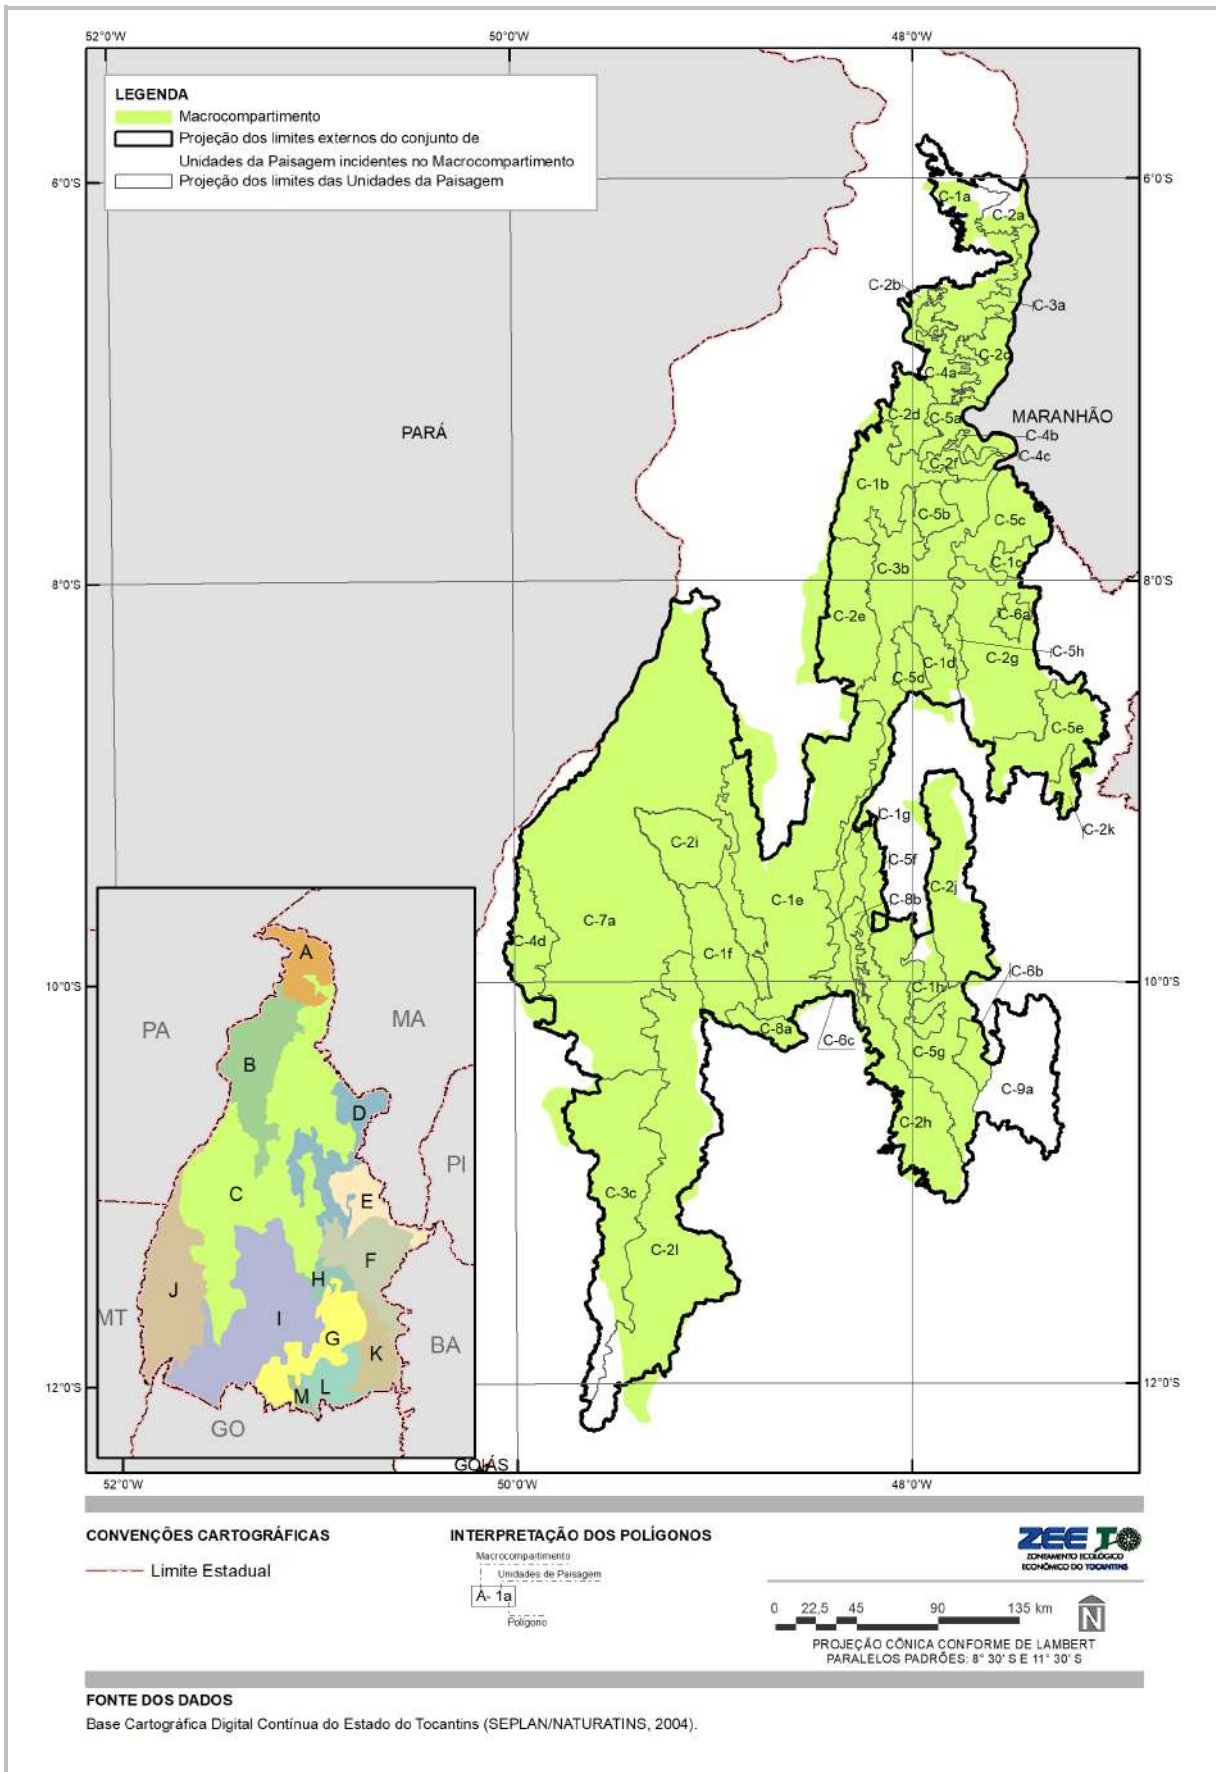 52°0'W 50°0'W 48°0'W
LEGENDA
Macrocompartimento
Projeção dos limites externos do conjunto de
Unidades da Paisagem incidentes no Macrocompartimento
Projeção dos limites das Unidades da Paisagem
6°0'S 6°0'S
C-1a
C-2a
C-2b
C-3a
C-2c
C-4a
C-2d
C-5a
MARANHÃO
PARÁ
C-4b
C-4c
C-2f
C-1b
C-5b
C-5c
C-1c
C-3b
8°0'S 8°0'S
C-2e
C-6a
C-5h
C-1d
C-2g
C-5d
C-5e
C-1g
C-2k
C-2i
C-5f
C-2j
C-8b
C-1e
C-7a
C-4d
C-1f
C-6b
10°0'S 10°0'S
C-1h
C-8a
C-6c
C-5g
C-9a
C-2h
C-3c
C-2l
12°0'S 12°0'S
A
PA
MA
B
D
PI
C
E
F
J
H
I
MT
G
K
BA
L
M
GO
GOIÁS
52°0'W 50°0'W 48°0'W
CONVENÇÕES CARTOGRÁFICAS
Limite Estadual
INTERPRETAÇÃO DOS POLÍGONOS
Macrocompartimento
Unidades de Paisagem
A- 1a
Polígono
ZEE TO
ZONEAMENTO ECOLÓGICO
ECONÔMICO DO TOCANTINS
0 22,5 45 90 135 km
N
PROJEÇÃO CÔNICA CONFORME DE LAMBERT
PARALELOS PADRÕES: 8° 30' S E 11° 30' S
FONTE DOS DADOS
Base Cartográfica Digital Contínua do Estado do Tocantins (SEPLAN/NATURATINS, 2004).